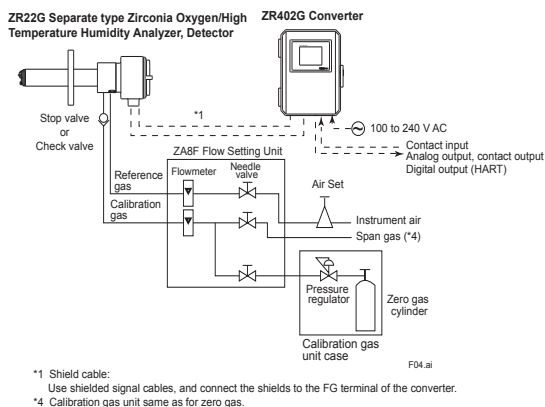 ZR22G Separate type Zirconia Oxygen/High
Temperature Humidity Analyzer, Detector
ZR402G Converter
*1
Stop valve
or
Check valve
100 to 240 V AC
Contact input
Analog output, contact output
Digital output (HART)
ZA8F Flow Setting Unit
Flowmeter
Needle
valve
Reference
gas
Calibration
gas
Air Set
Instrument air
Span gas (*4)
Pressure
regulator
Zero gas
cylinder
Calibration gas
unit case
F04.ai
*1 Shield cable:
Use shielded signal cables, and connect the shields to the FG terminal of the converter.
*4 Calibration gas unit same as for zero gas.